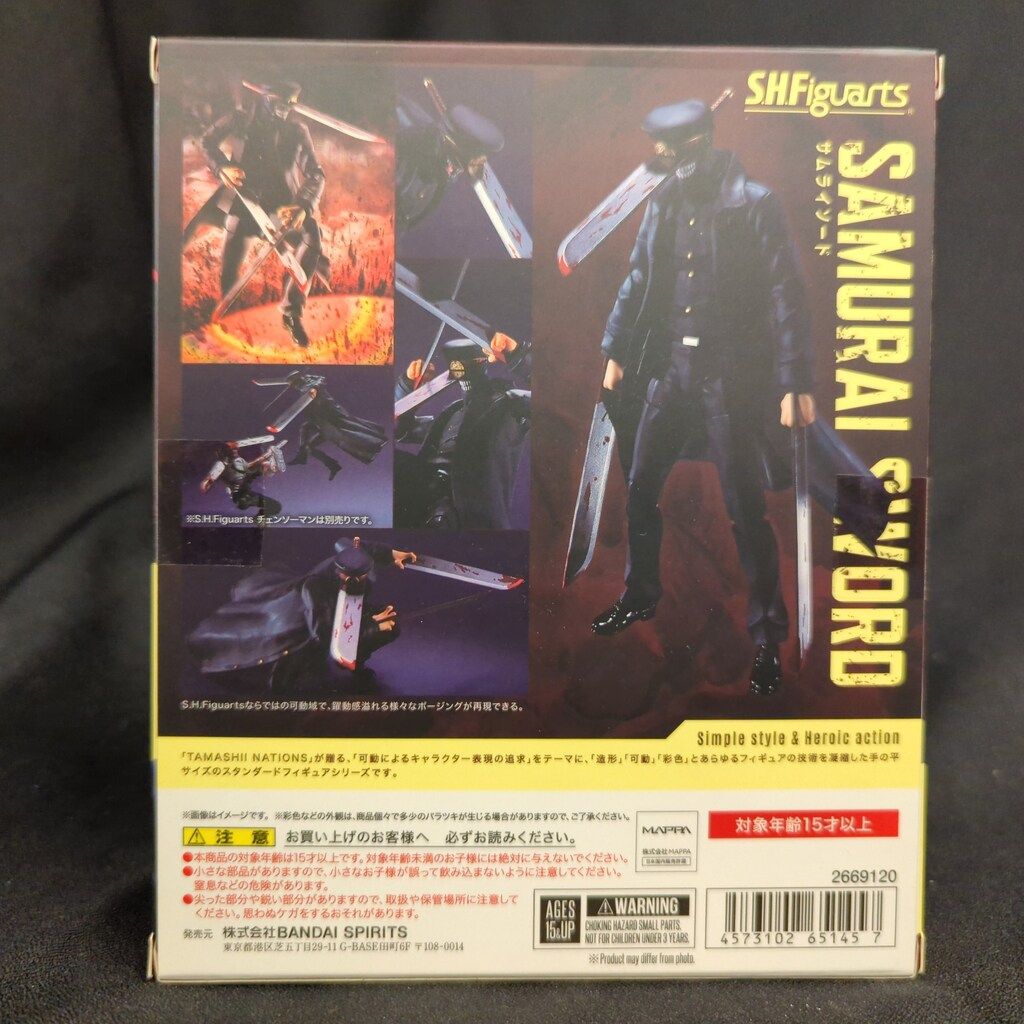 S.H.Figuarts
SAMURAI SWORD
サムライソード
※S.H.Figuarts チェンソーマンは別売りです。
S.H.Figuartsならではの可動域で、躍動感溢れる様々なポージングが再現できる。
Simple style & Heroic action
「TAMASHII NATIONS」が贈る、「可動によるキャラクター表現の追求」をテーマに、「造形」「可動」「彩色」とあらゆるフィギュアの技術を凝縮した手の平
サイズのスタンダードフィギュアシリーズです。
※画像はイメージです。 ※彩色などの外観は、商品個々で多少のバラツキが生じる場合がありますので、ご了承ください。
注 意 お買い上げのお客様へ 必ずお読みください。
●本商品の対象年齢は15才以上です。対象年齢未満のお子様には絶対に与えないでください。
●小さな部品がありますので、小さなお子様が誤って飲み込まないように注意してください。
窒息などの危険があります。
●尖った部分や鋭い部分がありますので、取扱や保管場所に注意して
ください。思わぬケガをするおそれがあります。
発売元 株式会社BANDAI SPIRITS
東京都港区芝五丁目29-11 G-BASE田町6F 〒108-0014
MAPPA
株式会社MAPPA
日本国内販売許諾
対象年齢15才以上
2669120
AGES
15&UP
WARNING
CHOKING HAZARD SMALL PARTS.
NOT FOR CHILDREN UNDER 3 YEARS.
※Product may differ from photo.
4573102 65145 7